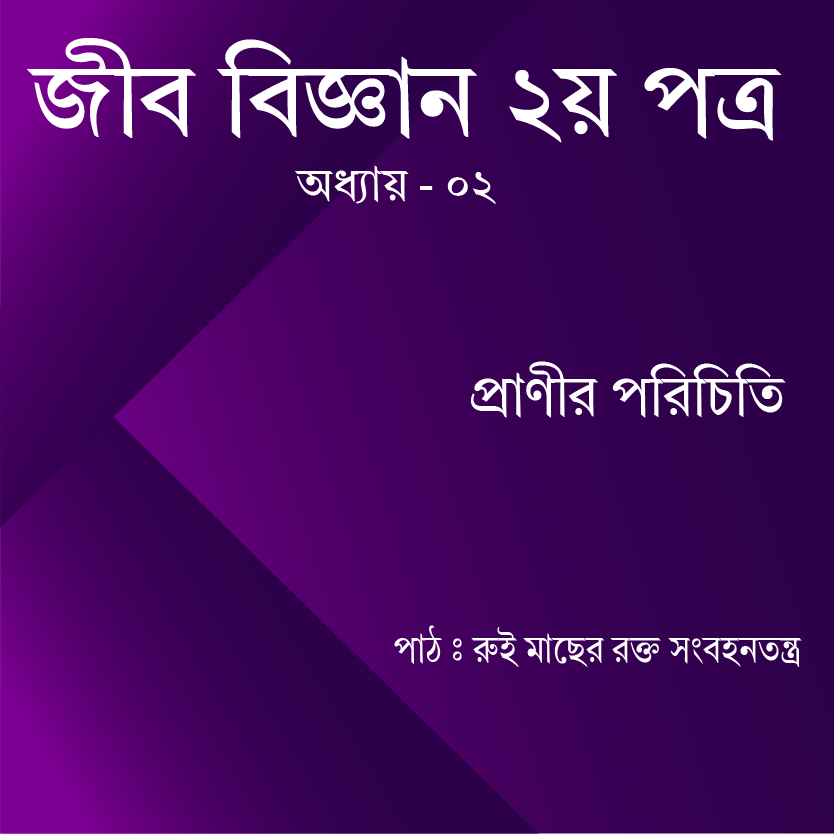 জীব বিজ্ঞান ২য় পত্র
অধ্যায় - ০২
প্রাণীর পরিচিতি
পাঠ ঃ রুই মাছের রক্ত সংবহনতন্ত্র